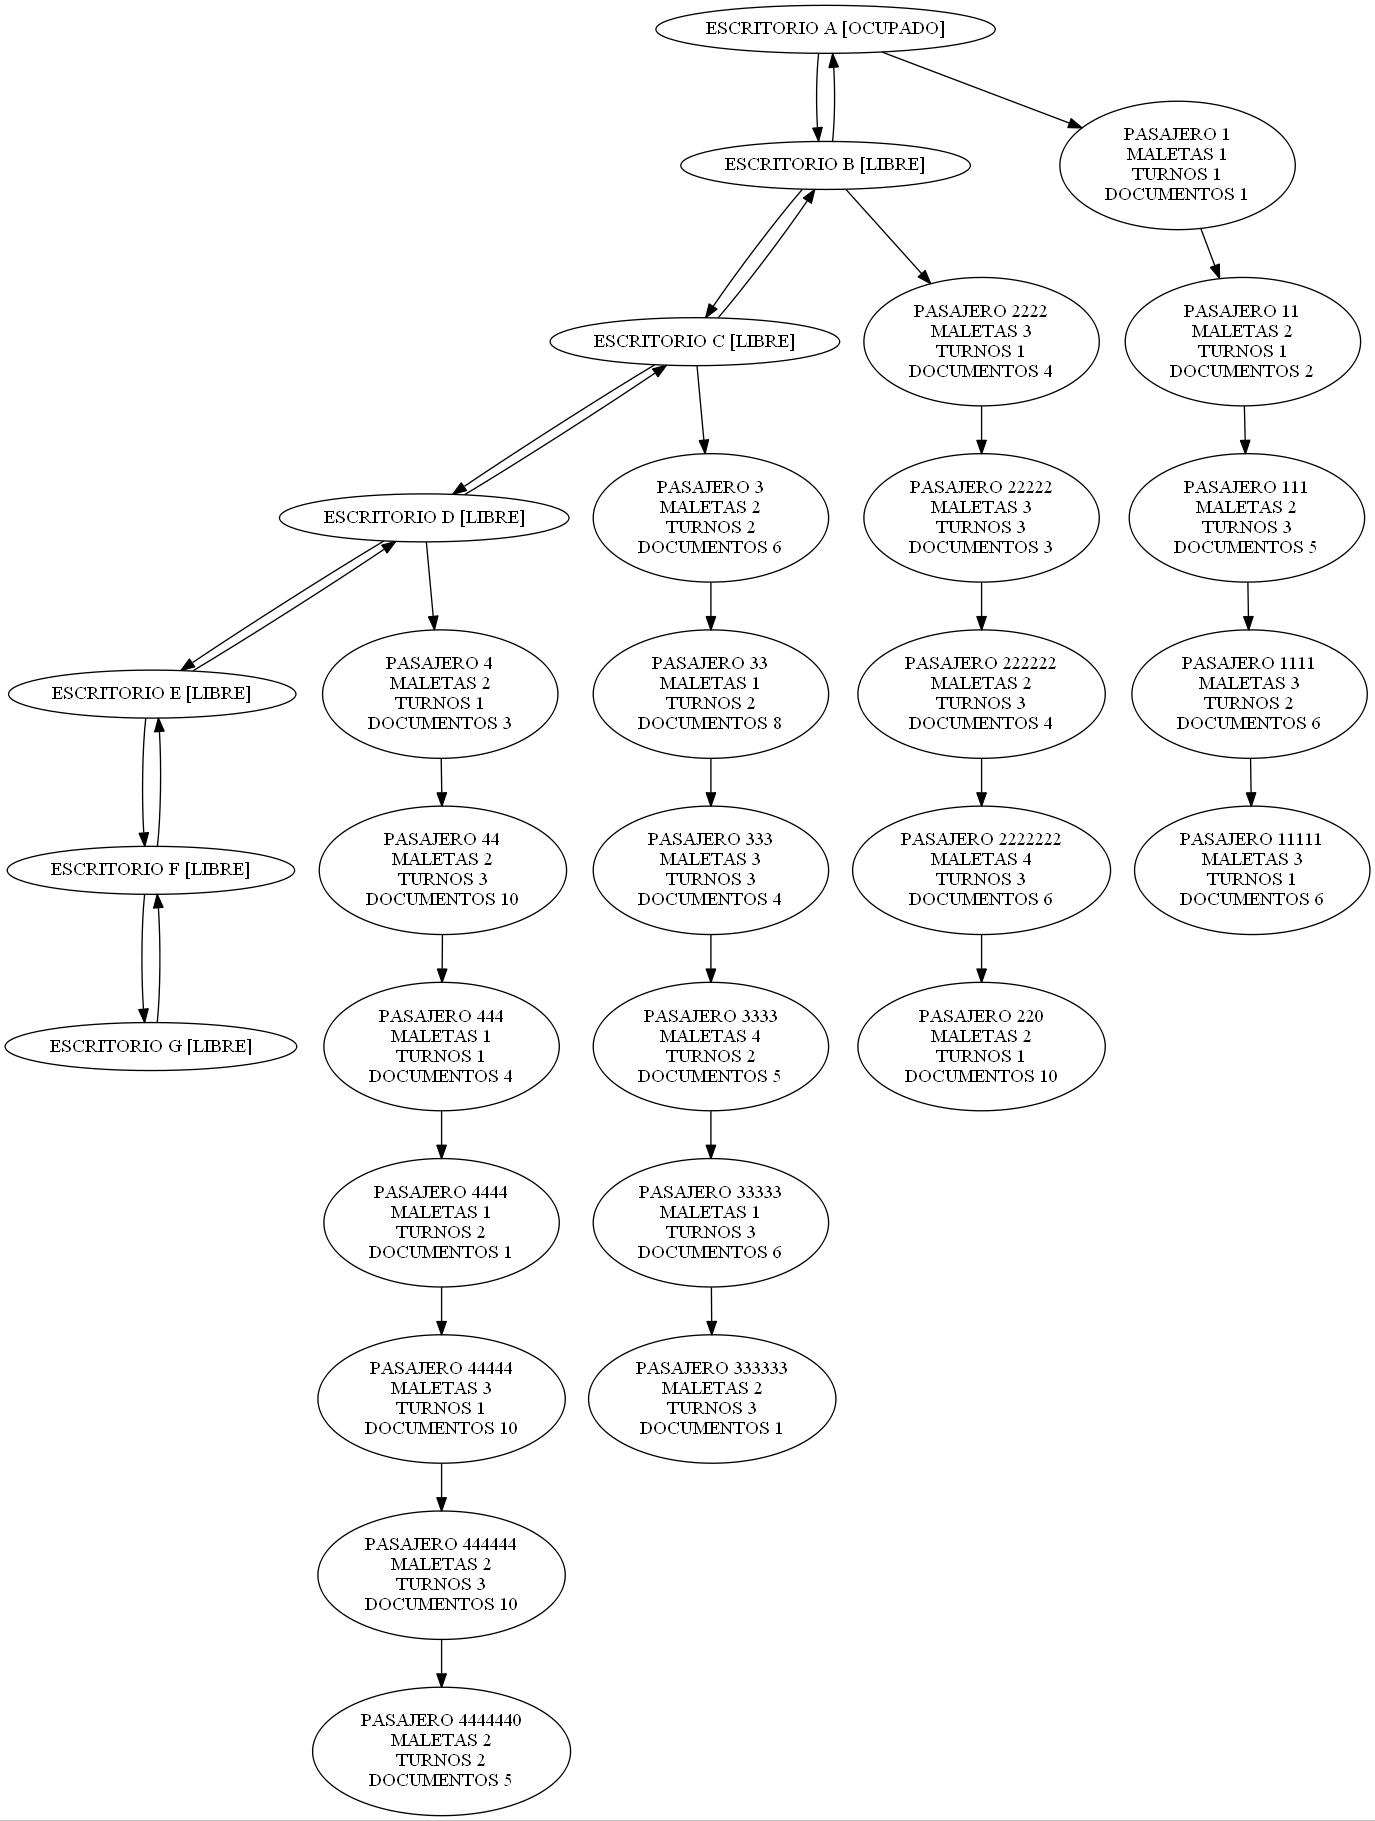 ESCRITORIO A [OCUPADO]
PASAJERO 1
MALETAS 1
TURNOS 1
DOCUMENTOS 1
ESCRITORIO B [LIBRE]
PASAJERO 2222
MALETAS 3
TURNOS 1
DOCUMENTOS 4
PASAJERO 11
MALETAS 2
TURNOS 1
DOCUMENTOS 2
ESCRITORIO C [LIBRE]
PASAJERO 3
MALETAS 2
TURNOS 2
DOCUMENTOS 6
PASAJERO 22222
MALETAS 3
TURNOS 3
DOCUMENTOS 3
PASAJERO 111
MALETAS 2
TURNOS 3
DOCUMENTOS 5
ESCRITORIO D [LIBRE]
PASAJERO 4
MALETAS 2
TURNOS 1
DOCUMENTOS 3
PASAJERO 33
MALETAS 1
TURNOS 2
DOCUMENTOS 8
PASAJERO 222222
MALETAS 2
TURNOS 3
DOCUMENTOS 4
PASAJERO 1111
MALETAS 3
TURNOS 2
DOCUMENTOS 6
ESCRITORIO E [LIBRE]
PASAJERO 44
MALETAS 2
TURNOS 3
DOCUMENTOS 10
PASAJERO 333
MALETAS 3
TURNOS 3
DOCUMENTOS 4
PASAJERO 2222222
MALETAS 4
TURNOS 3
DOCUMENTOS 6
PASAJERO 11111
MALETAS 3
TURNOS 1
DOCUMENTOS 6
ESCRITORIO F [LIBRE]
PASAJERO 444
MALETAS 1
TURNOS 1
DOCUMENTOS 4
PASAJERO 3333
MALETAS 4
TURNOS 2
DOCUMENTOS 5
PASAJERO 220
MALETAS 2
TURNOS 1
DOCUMENTOS 10
ESCRITORIO G [LIBRE]
PASAJERO 4444
MALETAS 1
TURNOS 2
DOCUMENTOS 1
PASAJERO 33333
MALETAS 1
TURNOS 3
DOCUMENTOS 6
PASAJERO 44444
MALETAS 3
TURNOS 1
DOCUMENTOS 10
PASAJERO 333333
MALETAS 2
TURNOS 3
DOCUMENTOS 1
PASAJERO 444444
MALETAS 2
TURNOS 3
DOCUMENTOS 10
PASAJERO 4444440
MALETAS 2
TURNOS 2
DOCUMENTOS 5